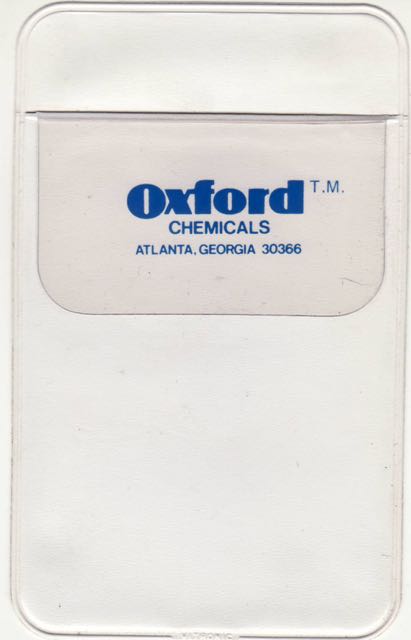 Oxford T.M.
CHEMICALS
ATLANTA, GEORGIA 30366